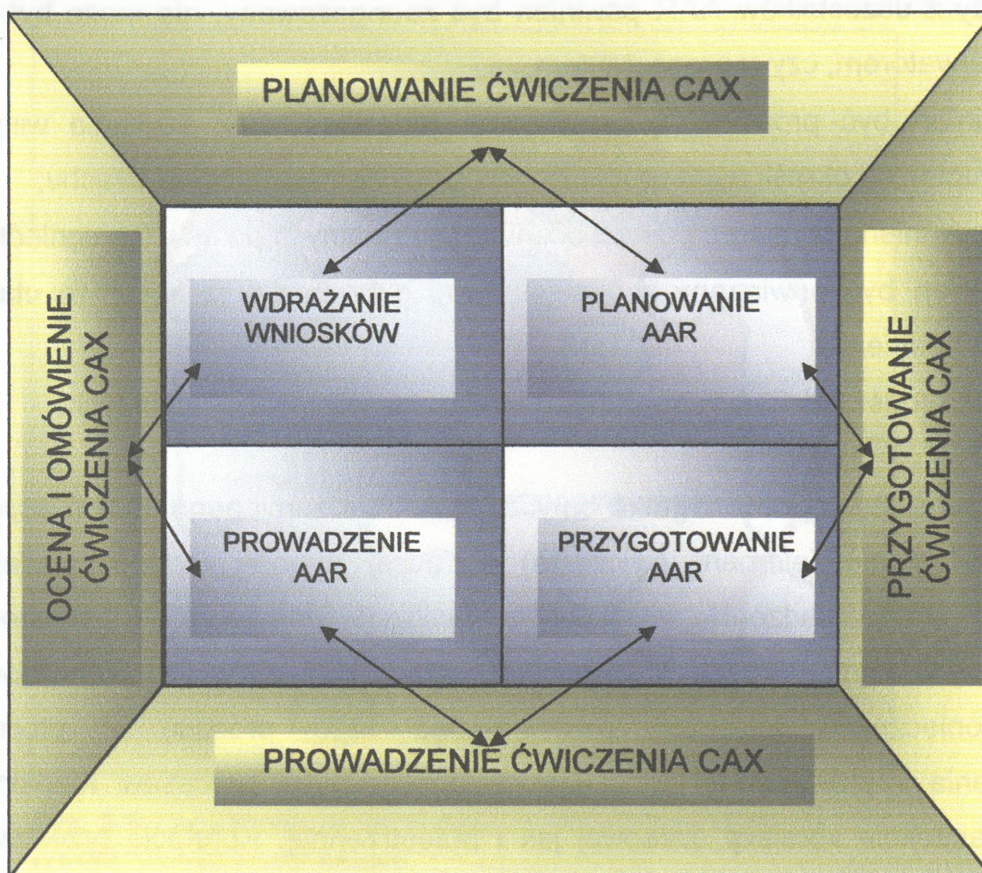 PLANOWANIE ĆWICZENIA CAX
WDRAŻANIE
WNIOSKÓW
PLANOWANIE
AAR
OCENA I OMÓWIENIE
ĆWICZENIA CAX
PRZYGOTOWANIE
ĆWICZENIA CAX
PROWADZENIE
AAR
PRZYGOTOWANIE
AAR
PROWADZENIE ĆWICZENIA CAX